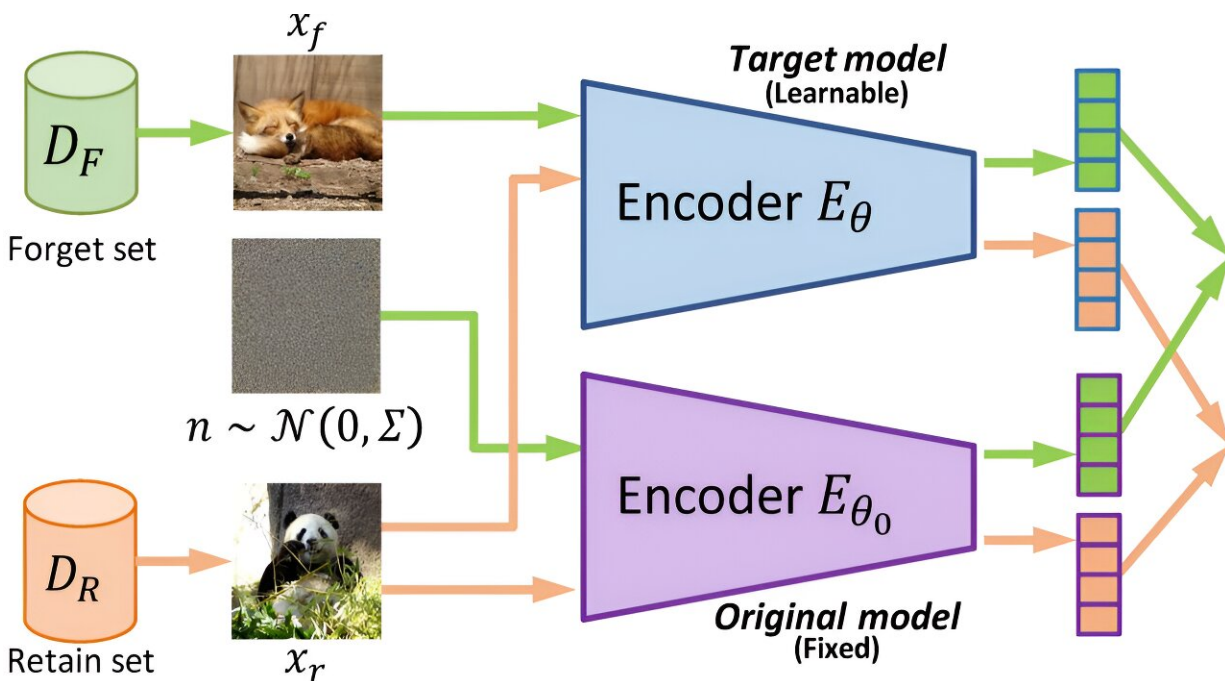 x_f
Target model
(Learnable)
D_F
Encoder E_θ
Forget set
n ~ 𝒩(0, Σ)
Encoder E_θ₀
D_R
Original model
(Fixed)
Retain set
x_r